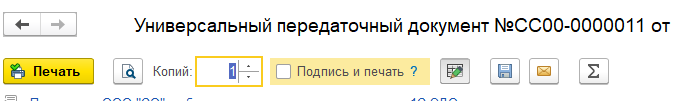 Универсальный передаточный документ №СС00-0000011 от
Печать Копий: 1 Подпись и печать ? Σ